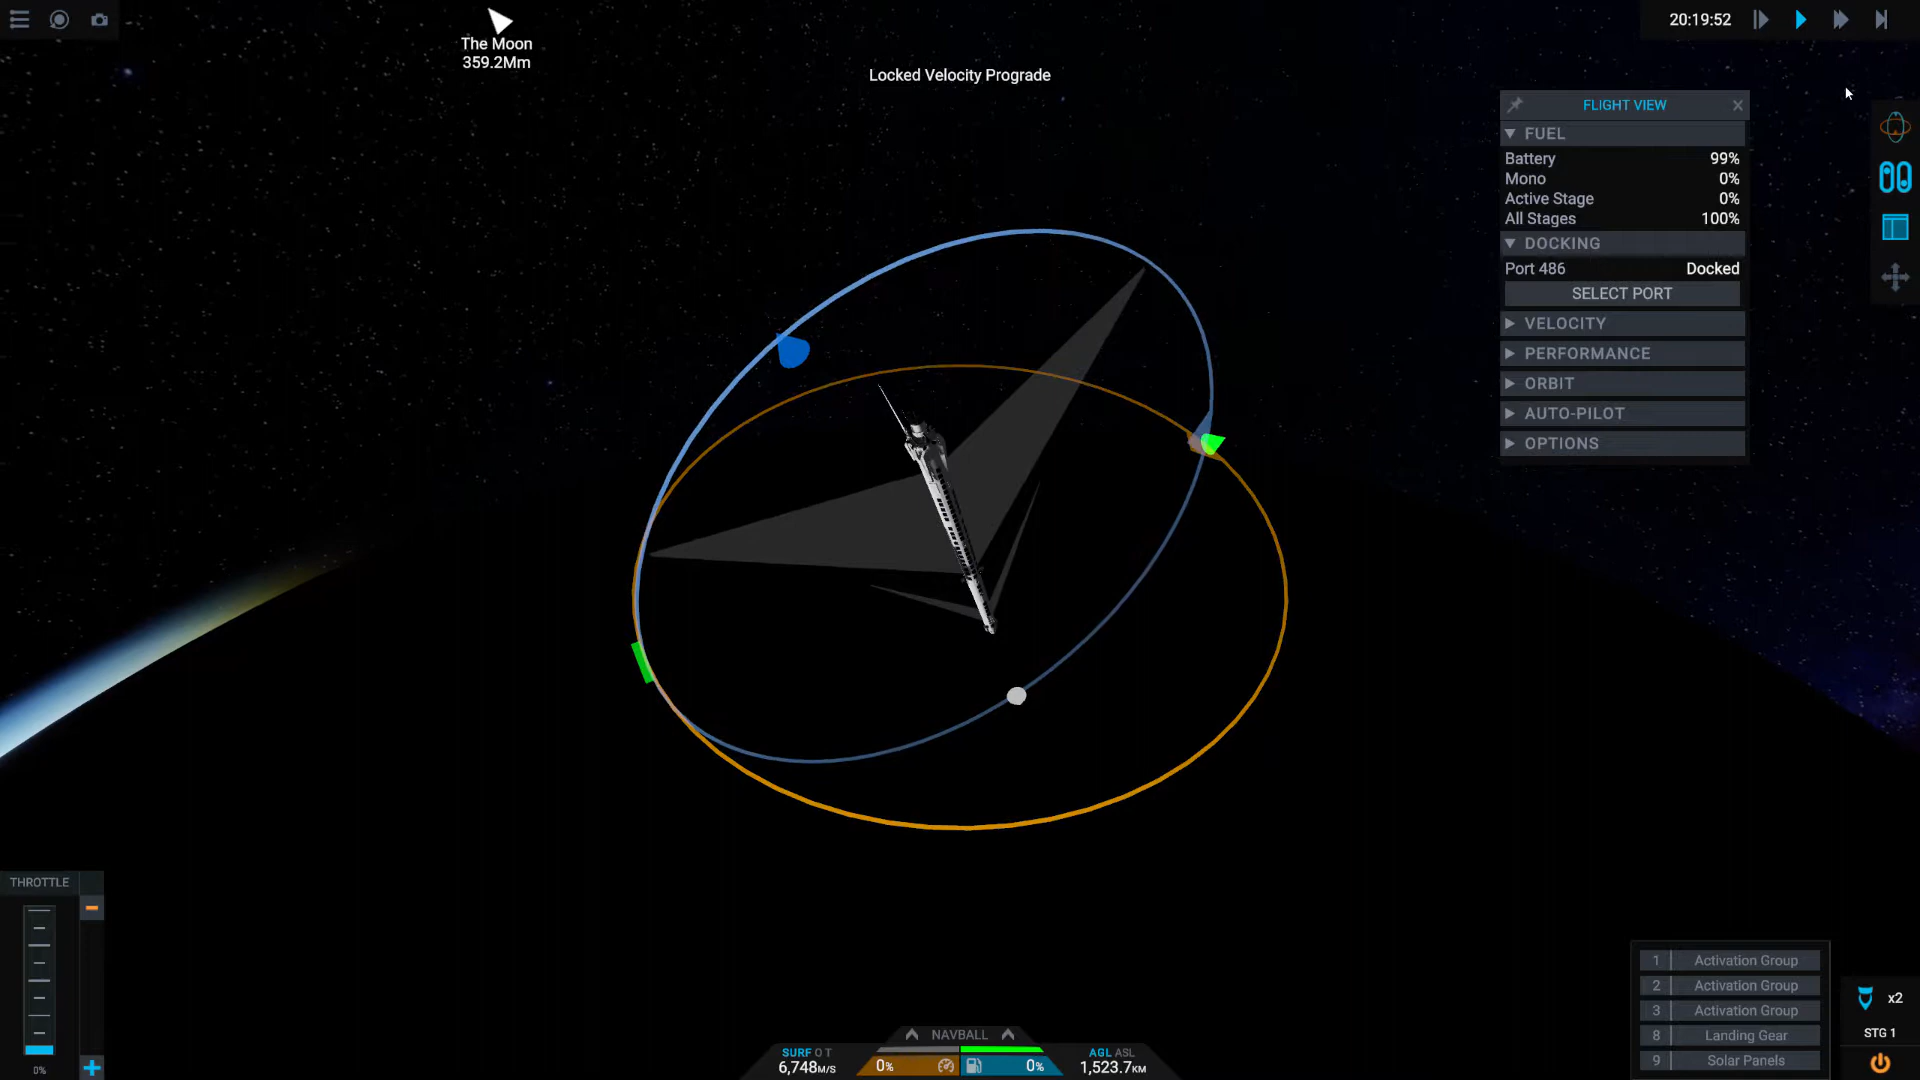 20:19:52
The Moon
359.2Mm
Locked Velocity Prograde
FLIGHT VIEW
FUEL
Battery 99%
Mono 0%
Active Stage 0%
All Stages 100%
DOCKING
Port 486 Docked
SELECT PORT
VELOCITY
PERFORMANCE
ORBIT
AUTO-PILOT
OPTIONS
THROTTLE
0%
NAVBALL
SURF O T
6,748M/S
0%
0%
AGL ASL
1,523.7KM
1 Activation Group
2 Activation Group
3 Activation Group
8 Landing Gear
9 Solar Panels
x2
STG 1